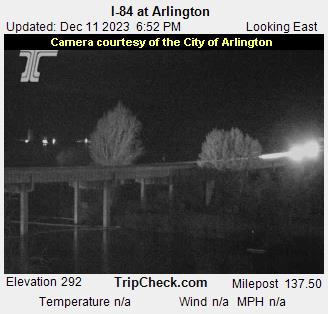 I-84 at Arlington
Updated: Dec 11 2023 6:52 PM Looking East
Camera courtesy of the City of Arlington
Elevation 292 TripCheck.com Milepost 137.50
Temperature n/a Wind n/a MPH n/a